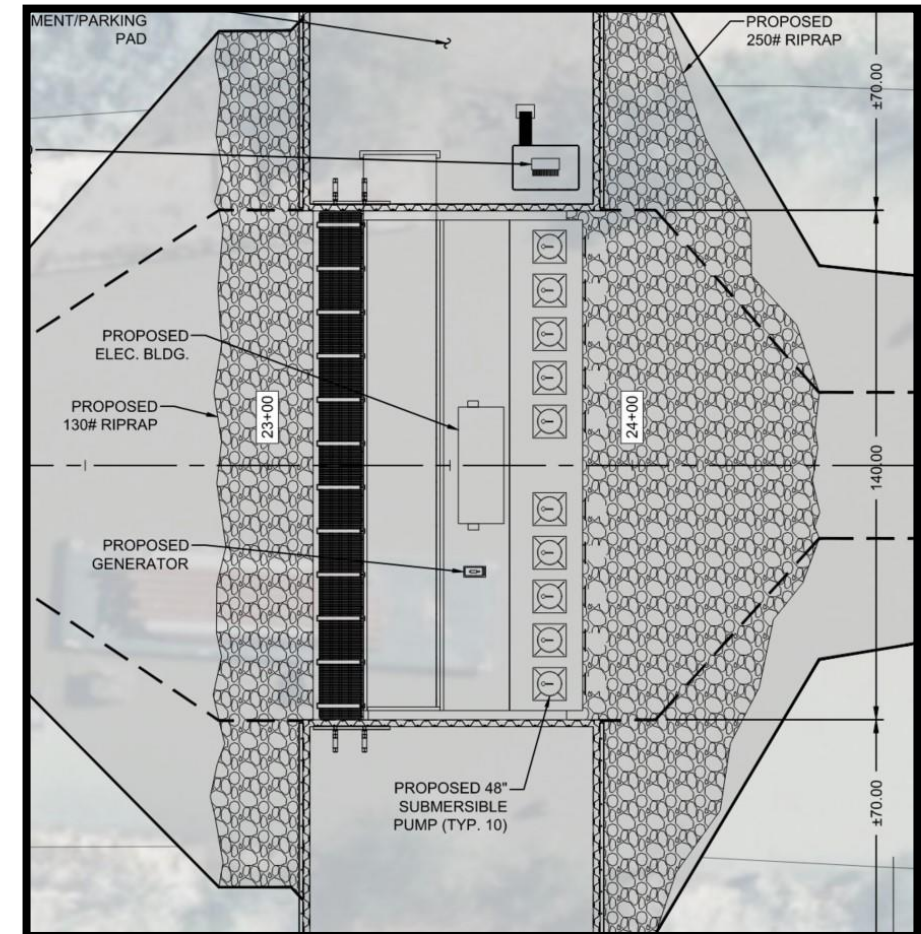 MENT/PARKING
PAD
PROPOSED
250# RIPRAP
±70.00
PROPOSED
ELEC. BLDG.
PROPOSED
130# RIPRAP
23+00
24+00
140.00
PROPOSED
GENERATOR
PROPOSED 48"
SUBMERSIBLE
PUMP (TYP. 10)
±70.00